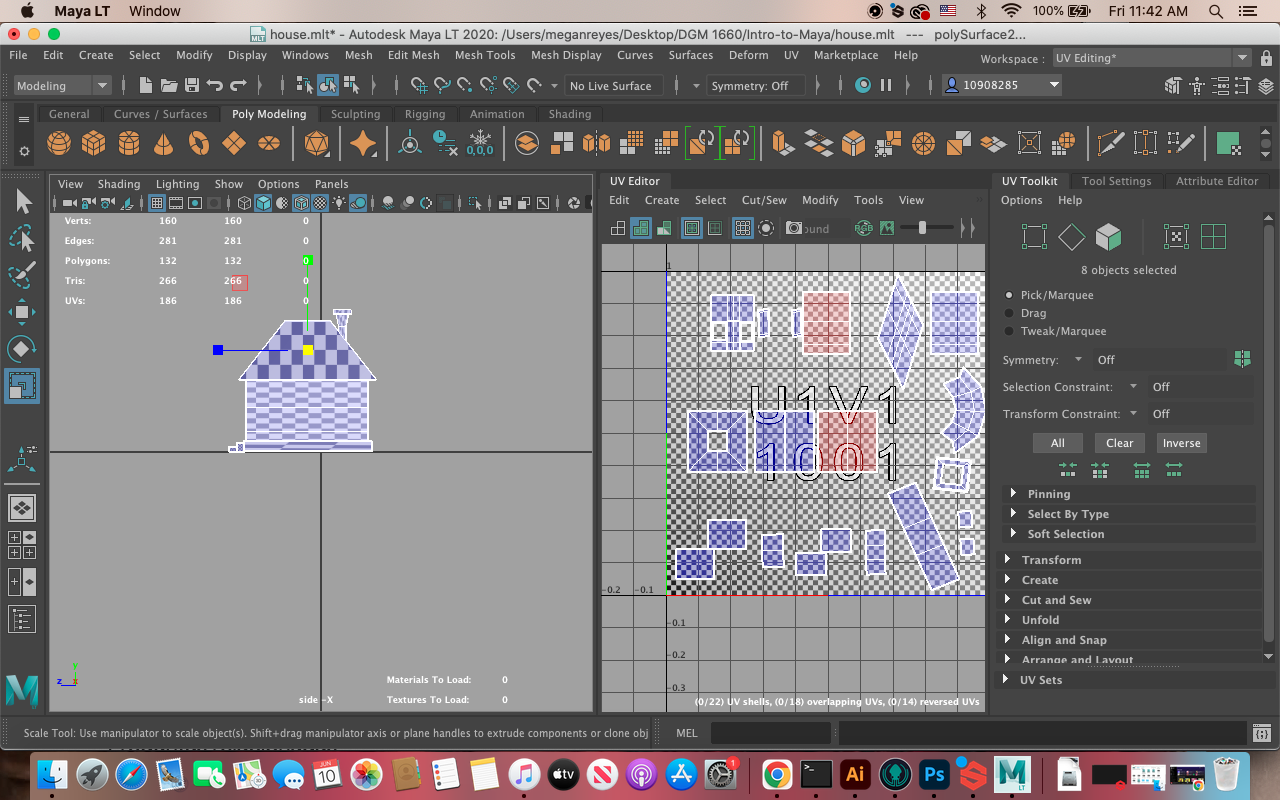 Maya LT Window 100% Fri 11:42 AM
house.mlt* - Autodesk Maya LT 2020: /Users/meganreyes/Desktop/DGM 1660/Intro-to-Maya/house.mlt --- polySurface2...
File Edit Create Select Modify Display Windows Mesh Edit Mesh Mesh Tools Mesh Display Curves Surfaces Deform UV Marketplace Help Workspace : UV Editing*
Modeling No Live Surface Symmetry: Off 10908285
General Curves / Surfaces Poly Modeling Sculpting Rigging Animation Shading
0,0,0
View Shading Lighting Show Options Panels
Verts: 160 160 0
Edges: 281 281 0
Polygons: 132 132 0
Tris: 266 266 0
UVs: 186 186 0
z x y
Materials To Load: 0
side -X Textures To Load: 0
UV Editor
Edit Create Select Cut/Sew Modify Tools View
ound RGB
1
U1V1
1001
-0.2 -0.1
-0.1
-0.2
-0.3
(0/22) UV shells, (0/18) overlapping UVs, (0/14) reversed UVs
UV Toolkit Tool Settings Attribute Editor
Options Help
8 objects selected
Pick/Marquee
Drag
Tweak/Marquee
Symmetry: Off
Selection Constraint: Off
Transform Constraint: Off
All Clear Inverse
Pinning
Select By Type
Soft Selection
Transform
Create
Cut and Sew
Unfold
Align and Snap
Arrange and Layout
UV Sets
Scale Tool: Use manipulator to scale object(s). Shift+drag manipulator axis or plane handles to extrude components or clone obj MEL
JUN
10
tv
1
Ai
Ps
M
LT